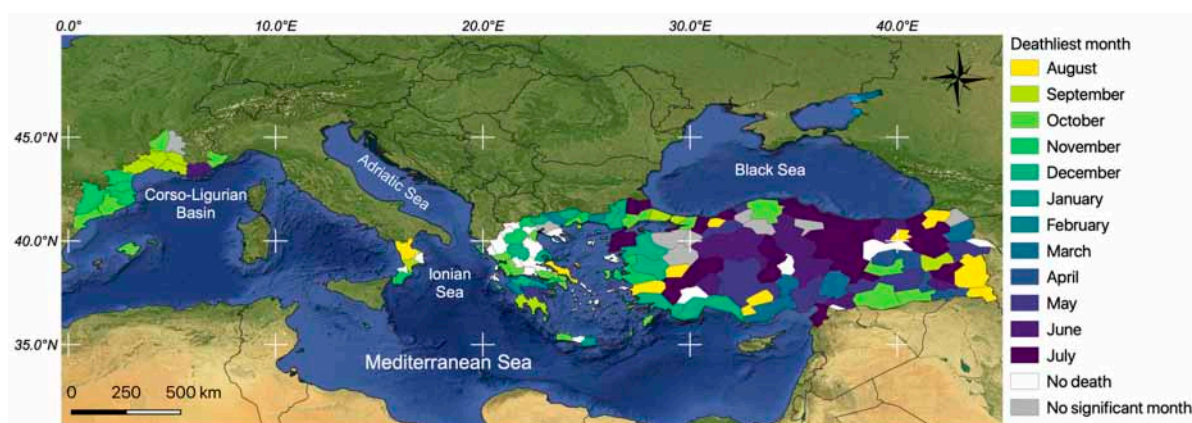 0.0° 10.0°E 20.0°E 30.0°E 40.0°E
Deathliest month
August
September
October
November
December
January
February
March
April
May
June
July
No death
No significant month
45.0°N
40.0°N
35.0°N
Adriatic Sea
Black Sea
Corso-Ligurian
Basin
Ionian
Sea
Mediterranean Sea
0 250 500 km